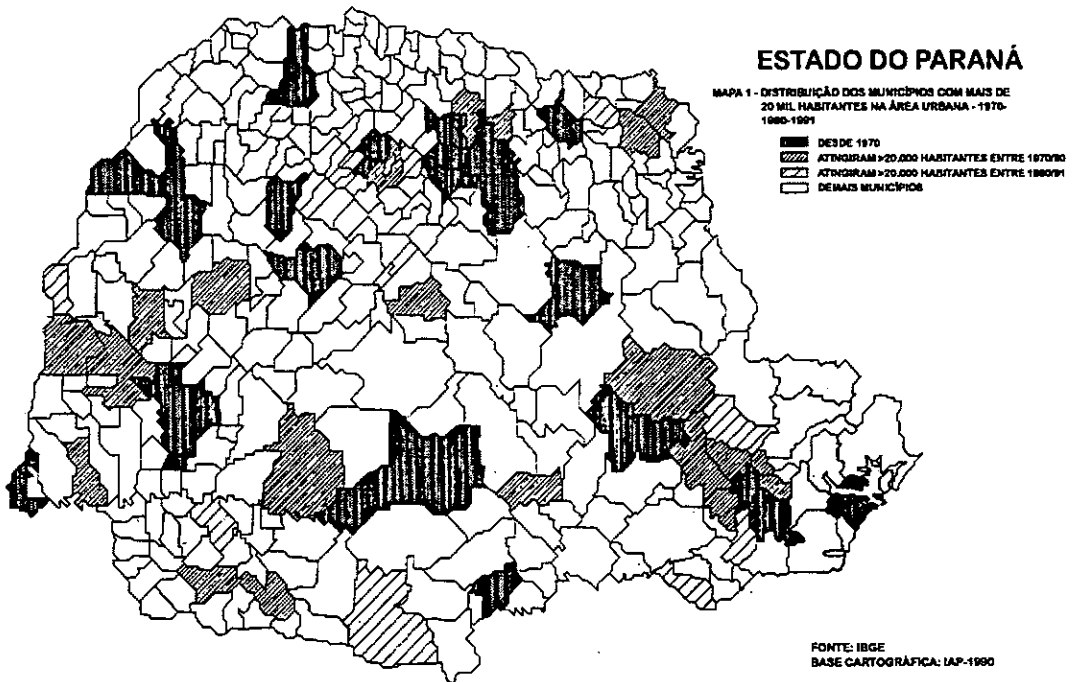 ESTADO DO PARANÁ
MAPA 1 - DISTRIBUIÇÃO DOS MUNICÍPIOS COM MAIS DE
20 MIL HABITANTES NA ÁREA URBANA - 1970-
1980-1991
DESDE 1970
ATINGIRAM >20.000 HABITANTES ENTRE 1970/80
ATINGIRAM >20.000 HABITANTES ENTRE 1980/91
DEMAIS MUNICÍPIOS
FONTE: IBGE
BASE CARTOGRÁFICA: IAP-1990